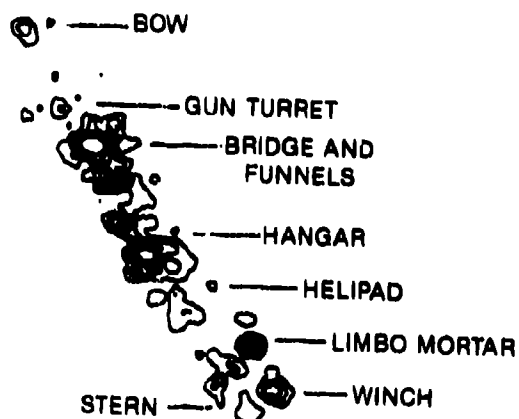 BOW
GUN TURRET
BRIDGE AND
FUNNELS
HANGAR
HELIPAD
LIMBO MORTAR
WINCH
STERN